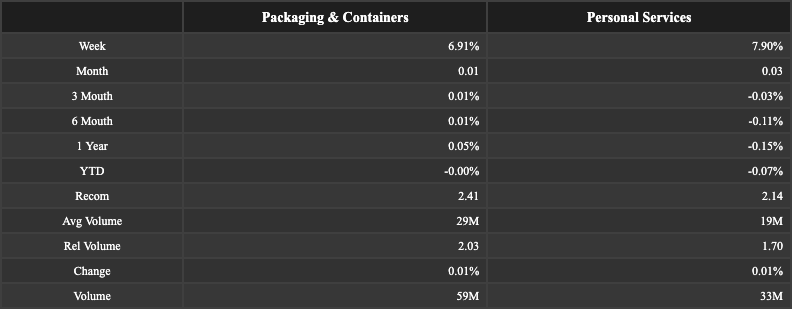 Packaging & Containers Personal Services
Week 6.91% 7.90%
Month 0.01 0.03
3 Mouth 0.01% -0.03%
6 Mouth 0.01% -0.11%
1 Year 0.05% -0.15%
YTD -0.00% -0.07%
Recom 2.41 2.14
Avg Volume 29M 19M
Rel Volume 2.03 1.70
Change 0.01% 0.01%
Volume 59M 33M